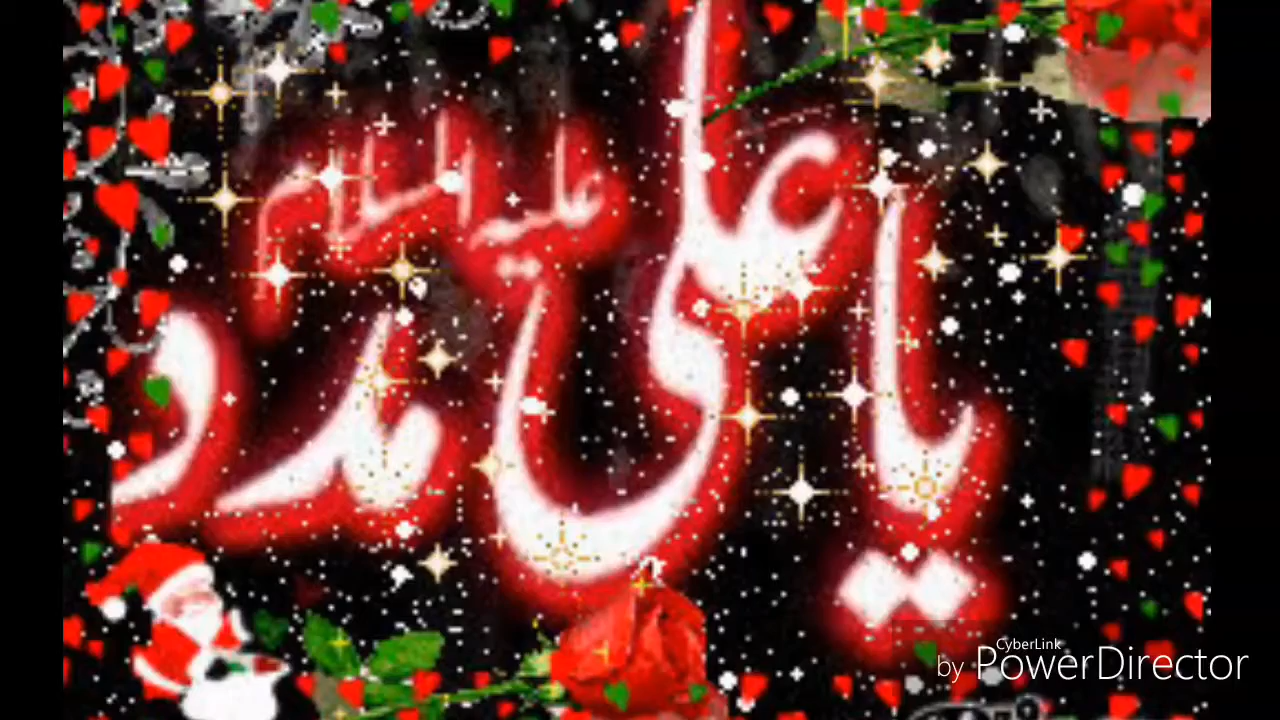 یا علی مدد
علیہ السلام
CyberLink
by PowerDirector